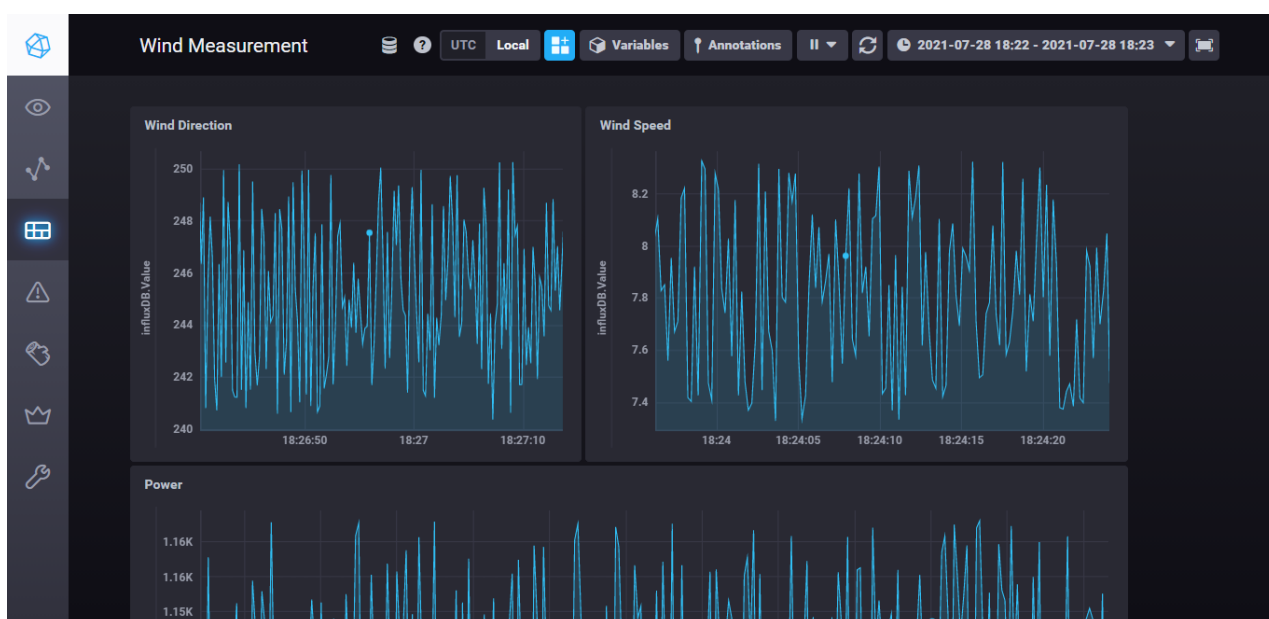 Wind Measurement
? UTC Local Variables Annotations 2021-07-28 18:22 - 2021-07-28 18:23
Wind Direction
influxDB.Value
250
248
246
244
242
240
18:26:50 18:27 18:27:10
Wind Speed
influxDB.Value
8.2
8
7.8
7.6
7.4
18:24 18:24:05 18:24:10 18:24:15 18:24:20
Power
1.16K
1.16K
1.15K